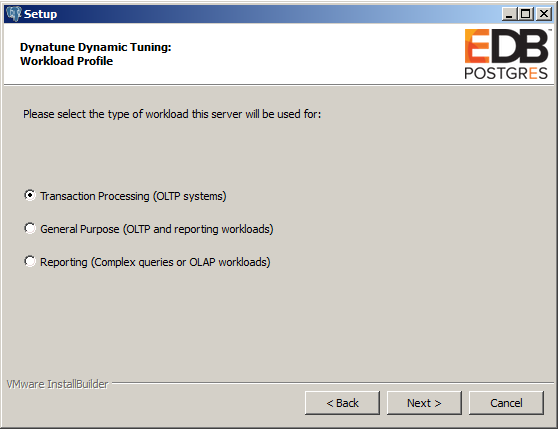 Setup
Dynatune Dynamic Tuning:
Workload Profile
EDB
POSTGRES
Please select the type of workload this server will be used for:
Transaction Processing (OLTP systems)
General Purpose (OLTP and reporting workloads)
Reporting (Complex queries or OLAP workloads)
VMware InstallBuilder
< Back
Next >
Cancel